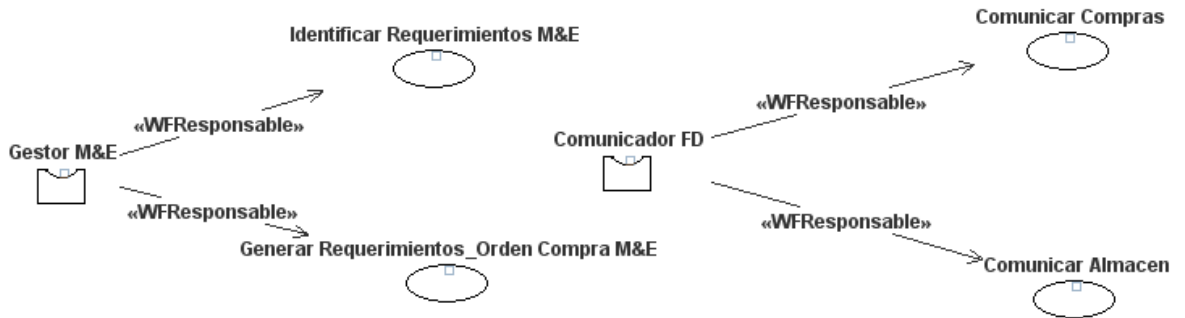 Comunicar Compras
Identificar Requerimientos M&E
«WFResponsable»
«WFResponsable»
Gestor M&E
Comunicador FD
«WFResponsable»
«WFResponsable»
Generar Requerimientos_Orden Compra M&E
Comunicar Almacen